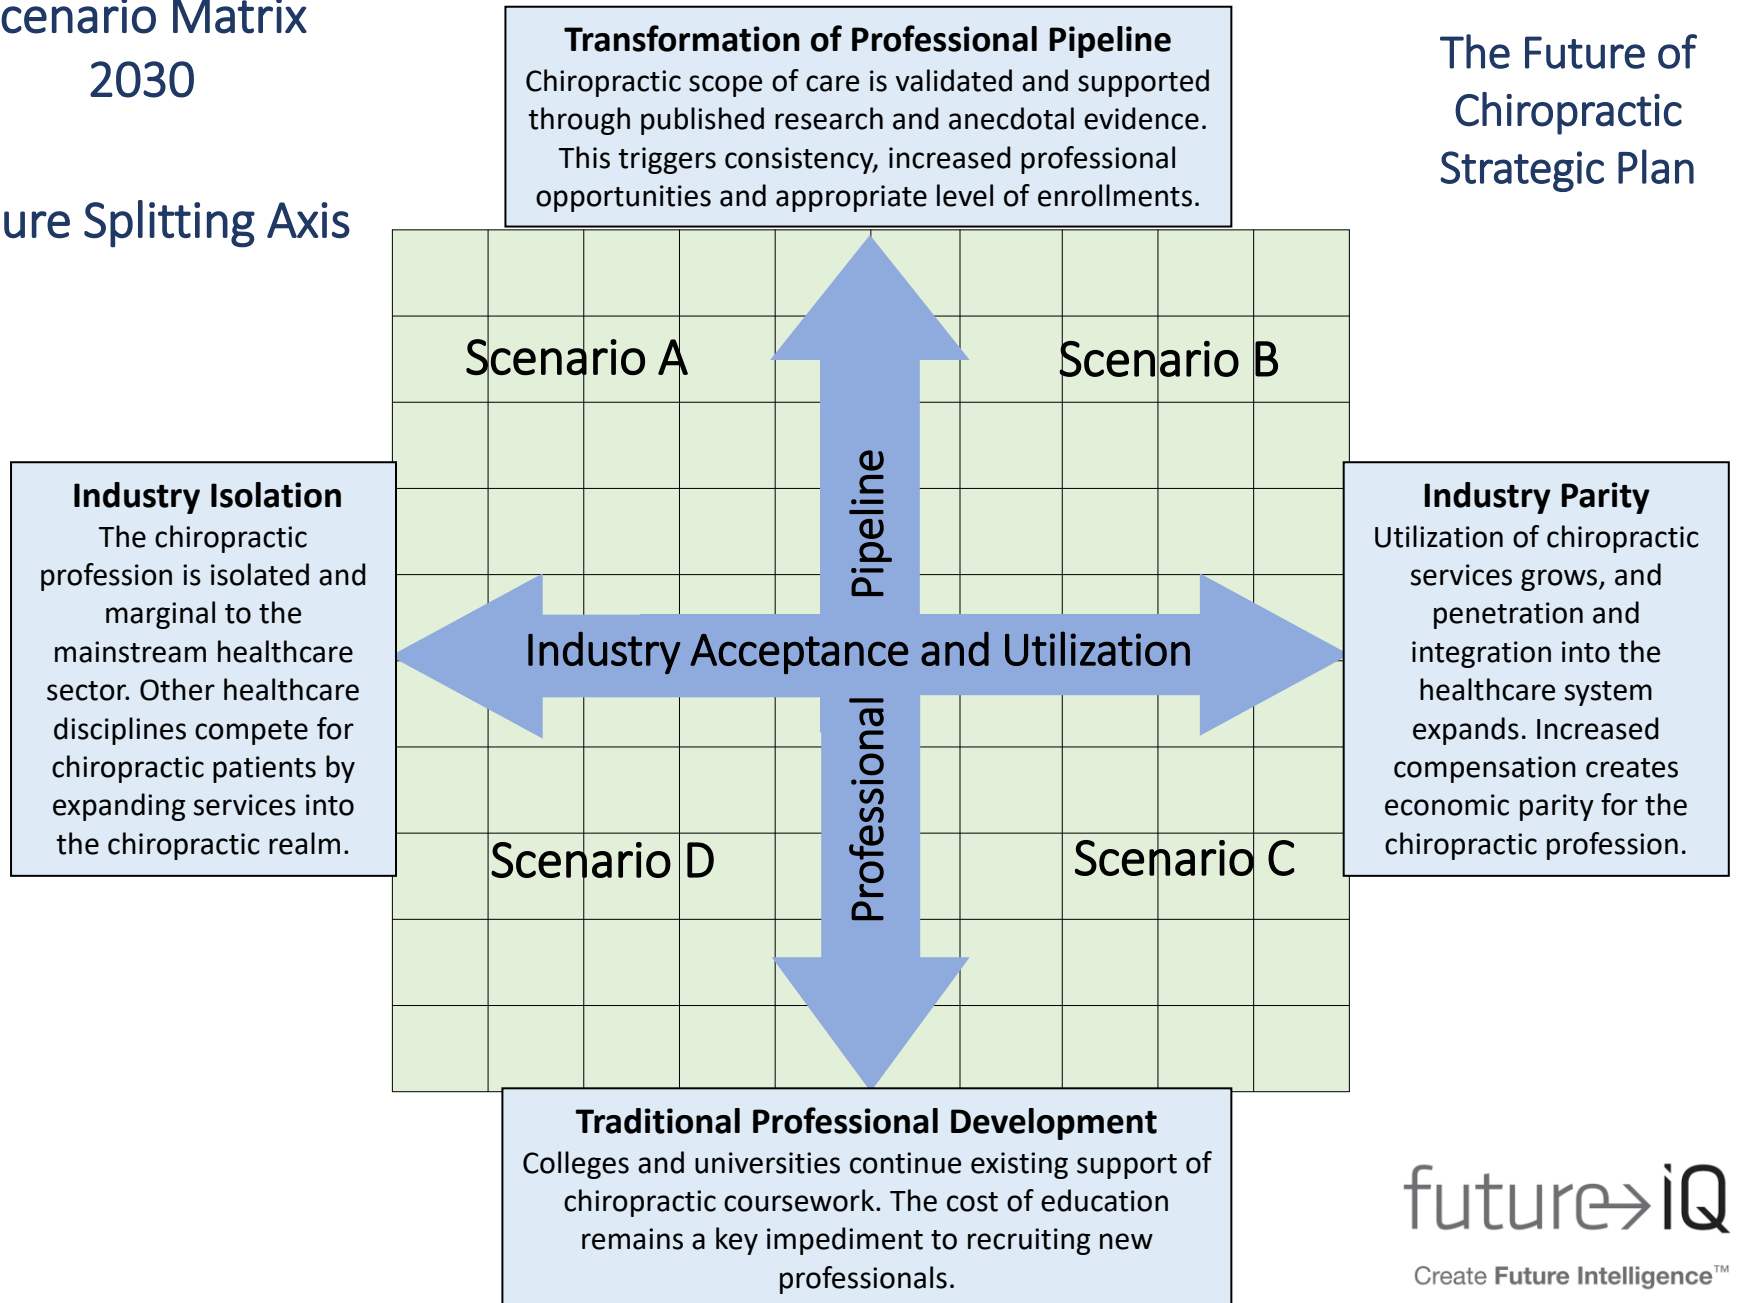 cenario Matrix
2030
ure Splitting Axis
Transformation of Professional Pipeline
Chiropractic scope of care is validated and supported
through published research and anecdotal evidence.
This triggers consistency, increased professional
opportunities and appropriate level of enrollments.
The Future of
Chiropractic
Strategic Plan
Scenario A
Scenario B
Industry Isolation
The chiropractic
profession is isolated and
marginal to the
mainstream healthcare
sector. Other healthcare
disciplines compete for
chiropractic patients by
expanding services into
the chiropractic realm.
Professional Pipeline
Industry Acceptance and Utilization
Industry Parity
Utilization of chiropractic
services grows, and
penetration and
integration into the
healthcare system
expands. Increased
compensation creates
economic parity for the
chiropractic profession.
Scenario D
Scenario C
Traditional Professional Development
Colleges and universities continue existing support of
chiropractic coursework. The cost of education
remains a key impediment to recruiting new
professionals.
future→iQ
Create Future Intelligence™